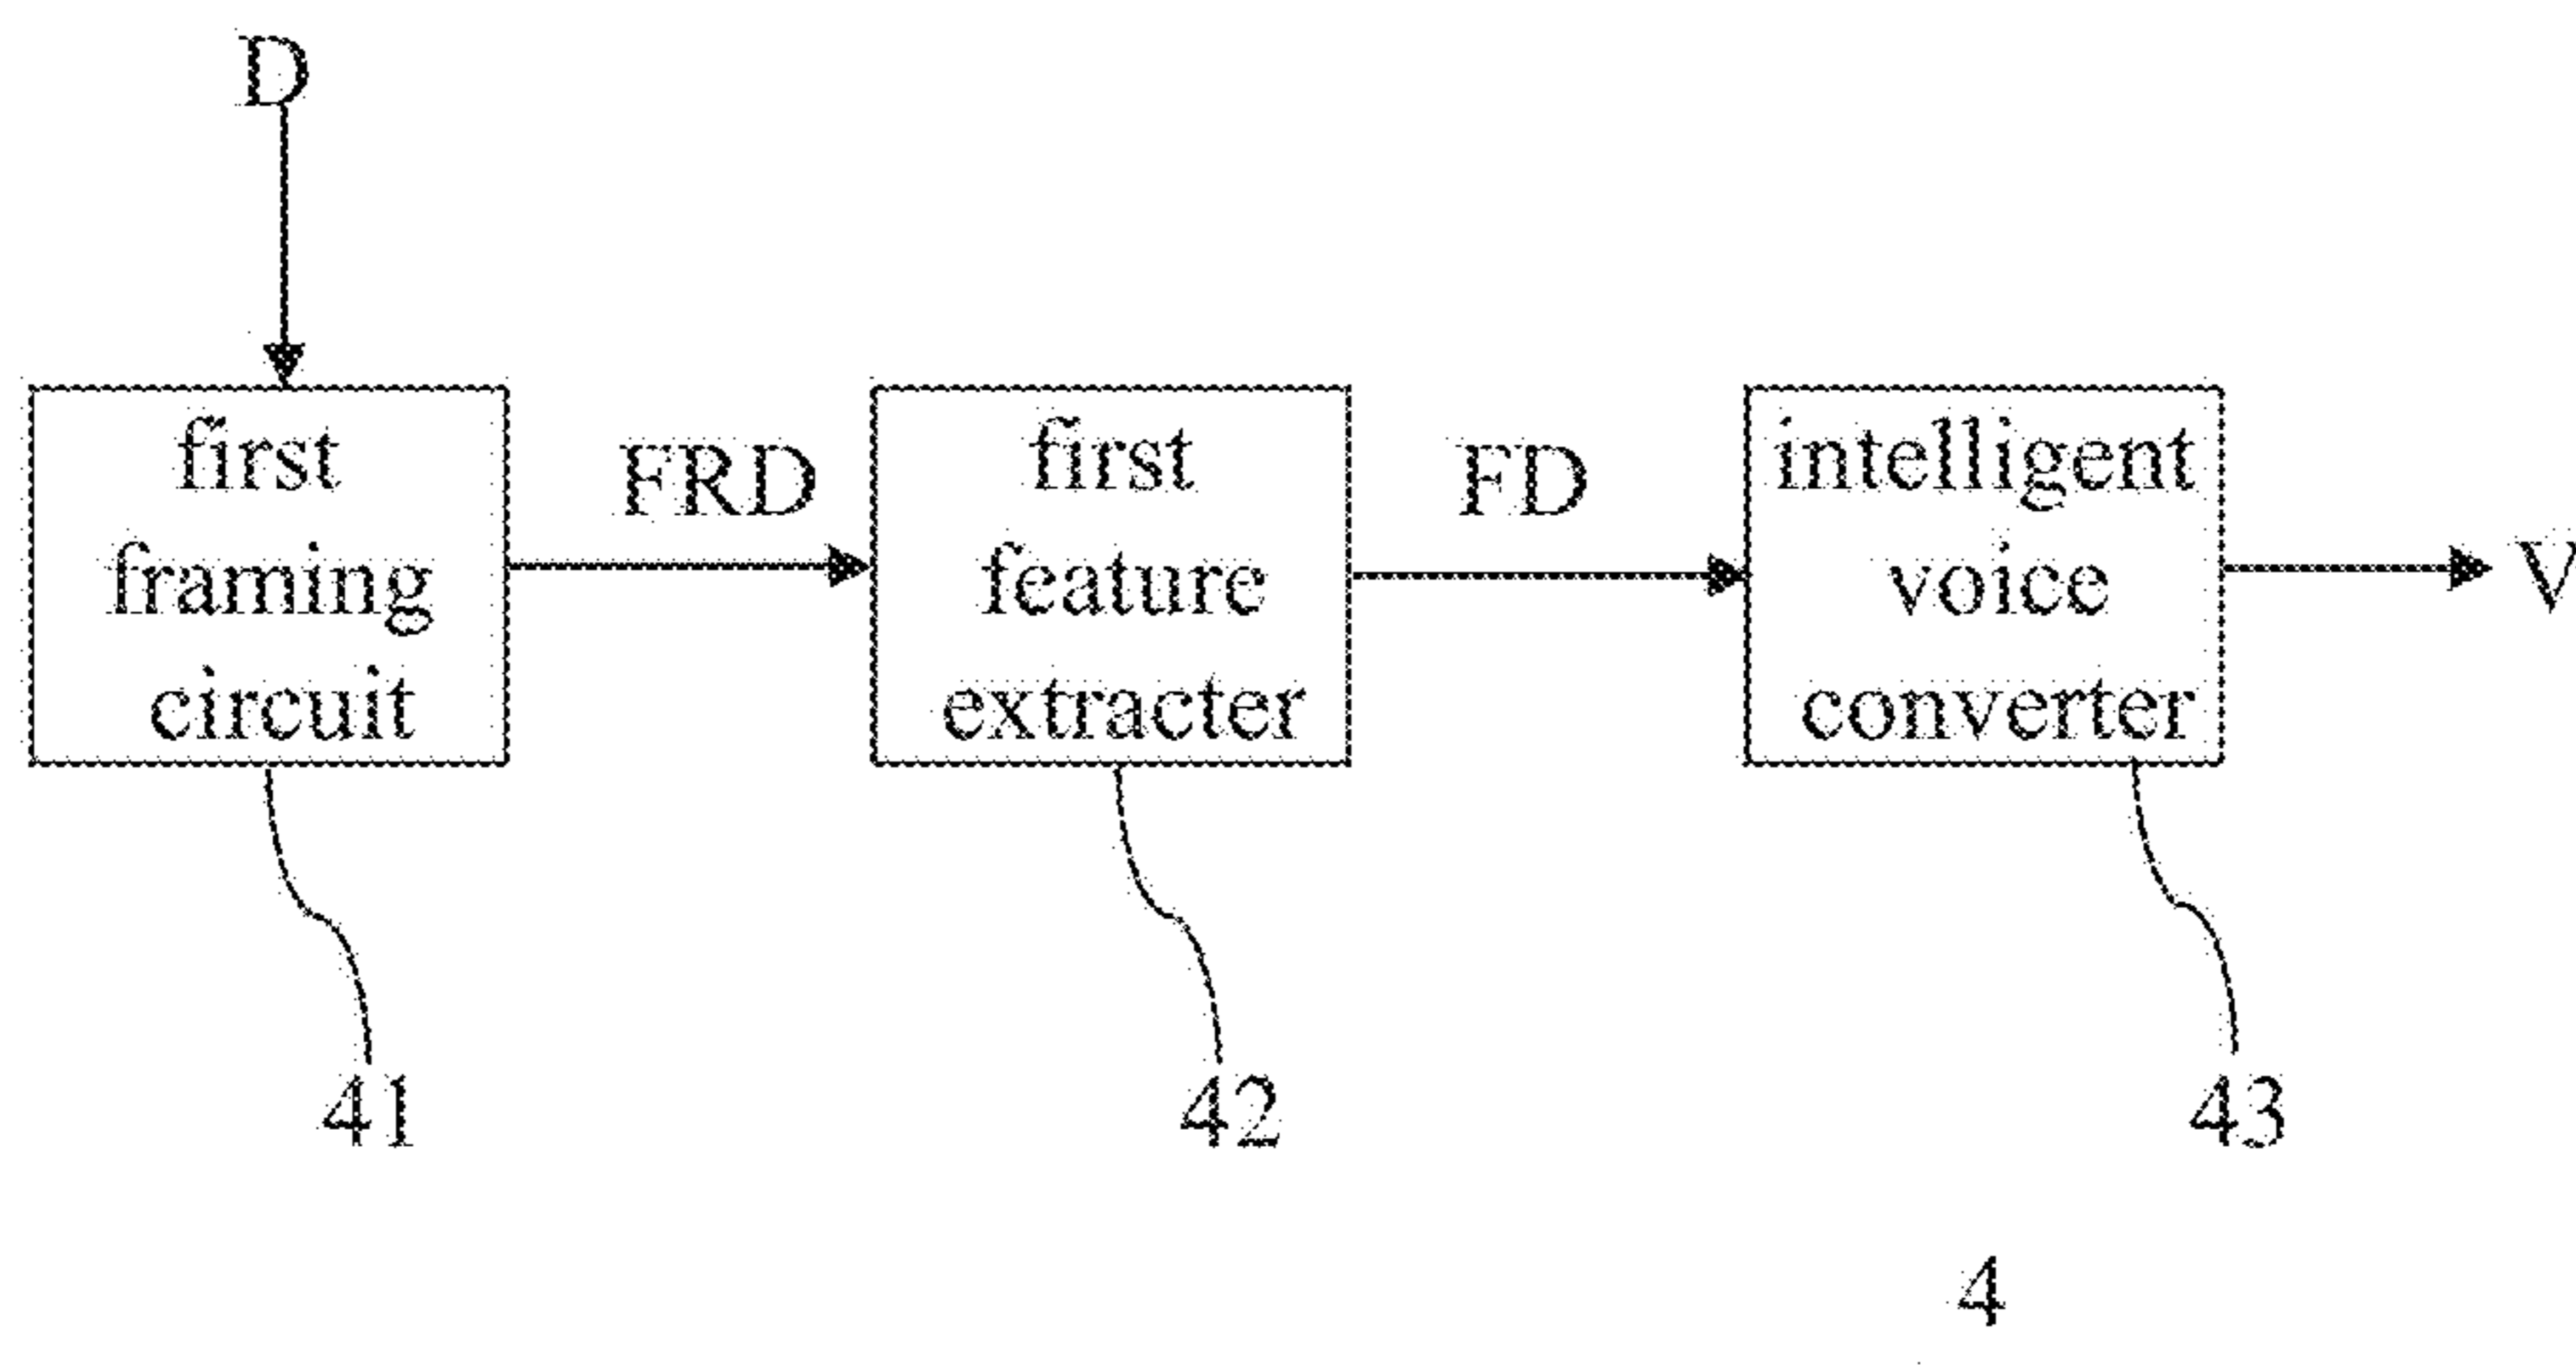 D
first
framing
circuit
FRD
first
feature
extracter
FD
intelligent
voice
converter
V
41
42
43
4